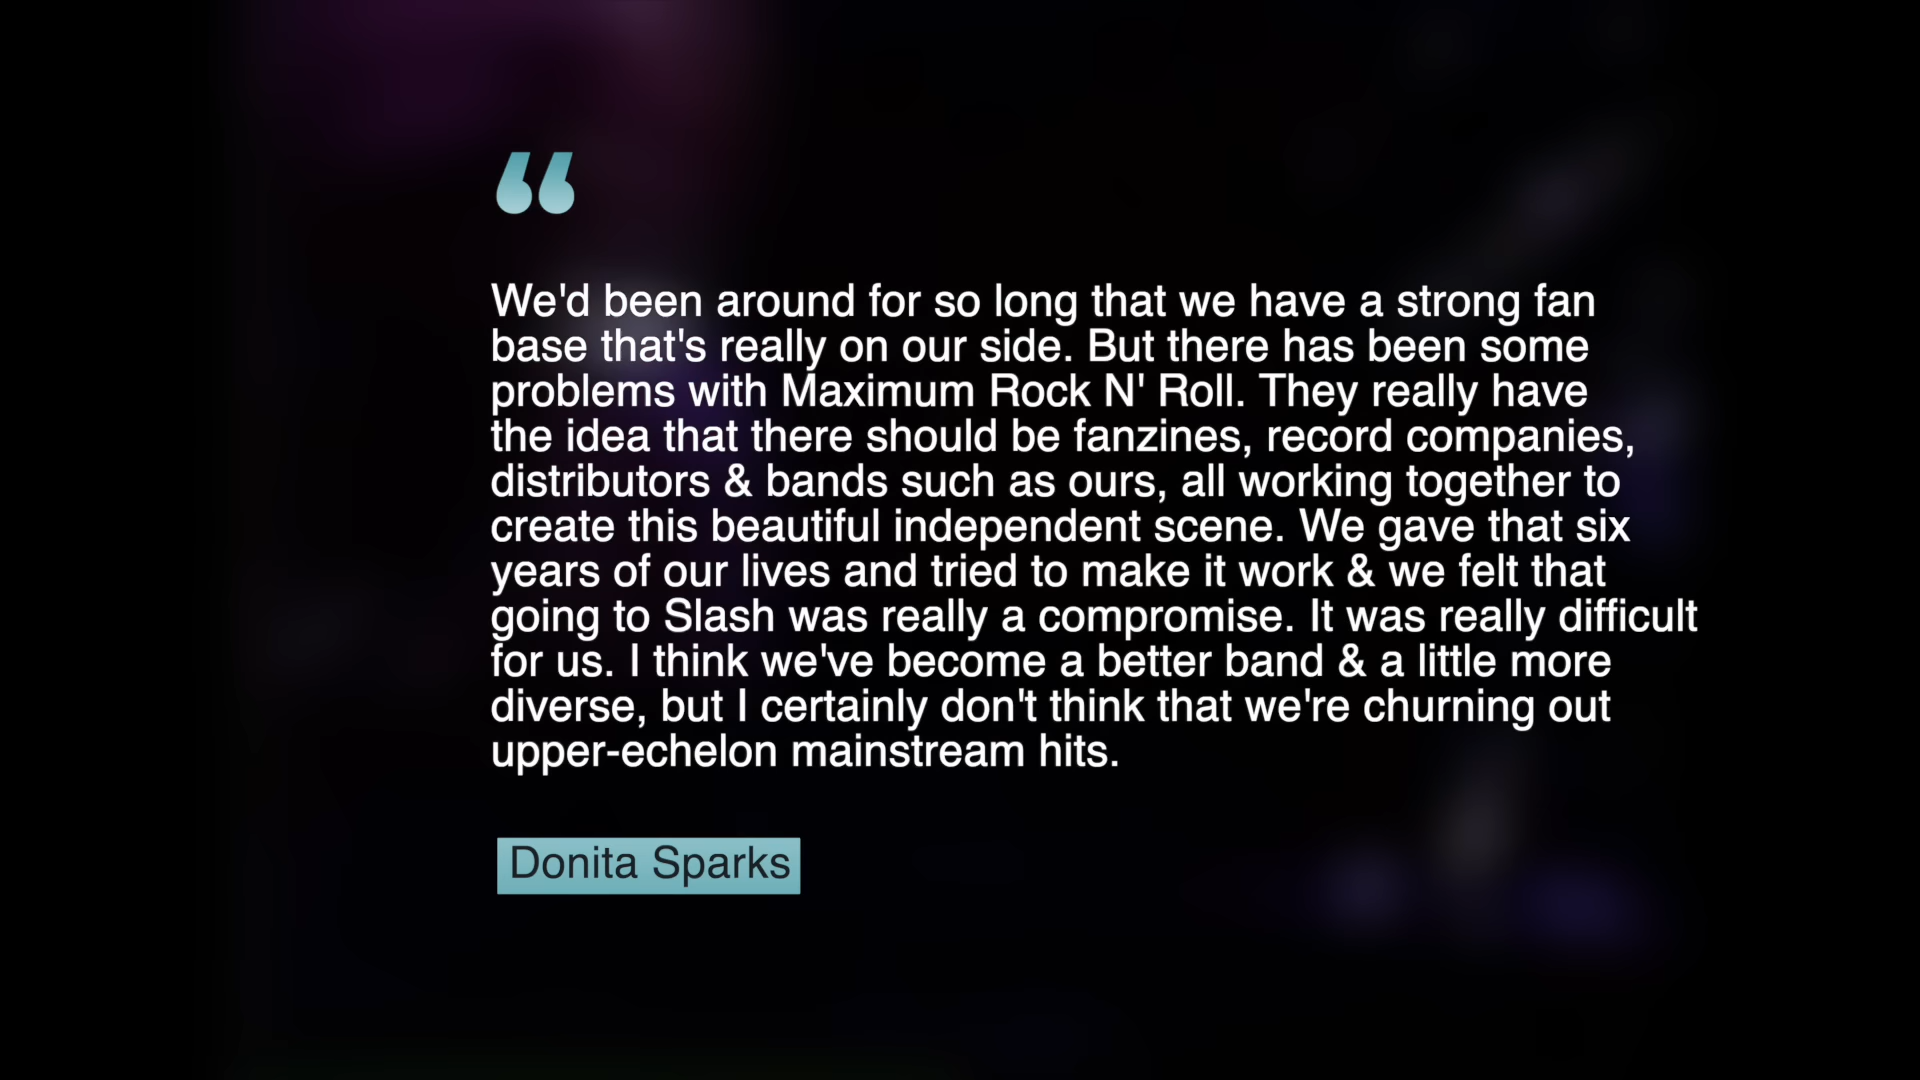 “
We'd been around for so long that we have a strong fan
base that's really on our side. But there has been some
problems with Maximum Rock N' Roll. They really have
the idea that there should be fanzines, record companies,
distributors & bands such as ours, all working together to
create this beautiful independent scene. We gave that six
years of our lives and tried to make it work & we felt that
going to Slash was really a compromise. It was really difficult
for us. I think we've become a better band & a little more
diverse, but I certainly don't think that we're churning out
upper-echelon mainstream hits.
Donita Sparks